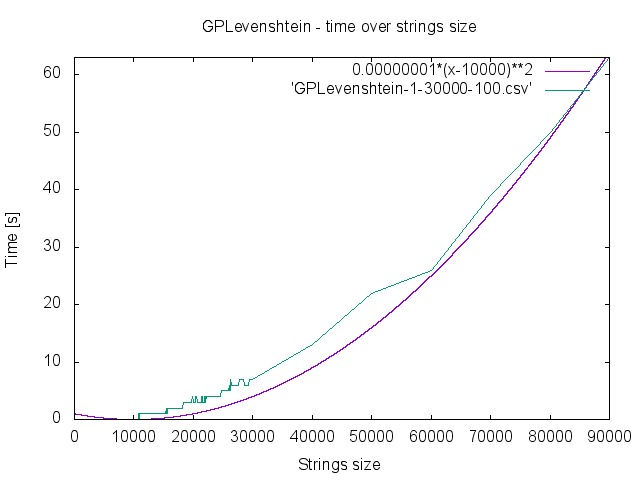 GPLevenshtein - time over strings size
0.00000001*(x-10000)**2
'GPLevenshtein-1-30000-100.csv'
60
50
40
30
20
10
0
Time [s]
0 10000 20000 30000 40000 50000 60000 70000 80000 90000
Strings size